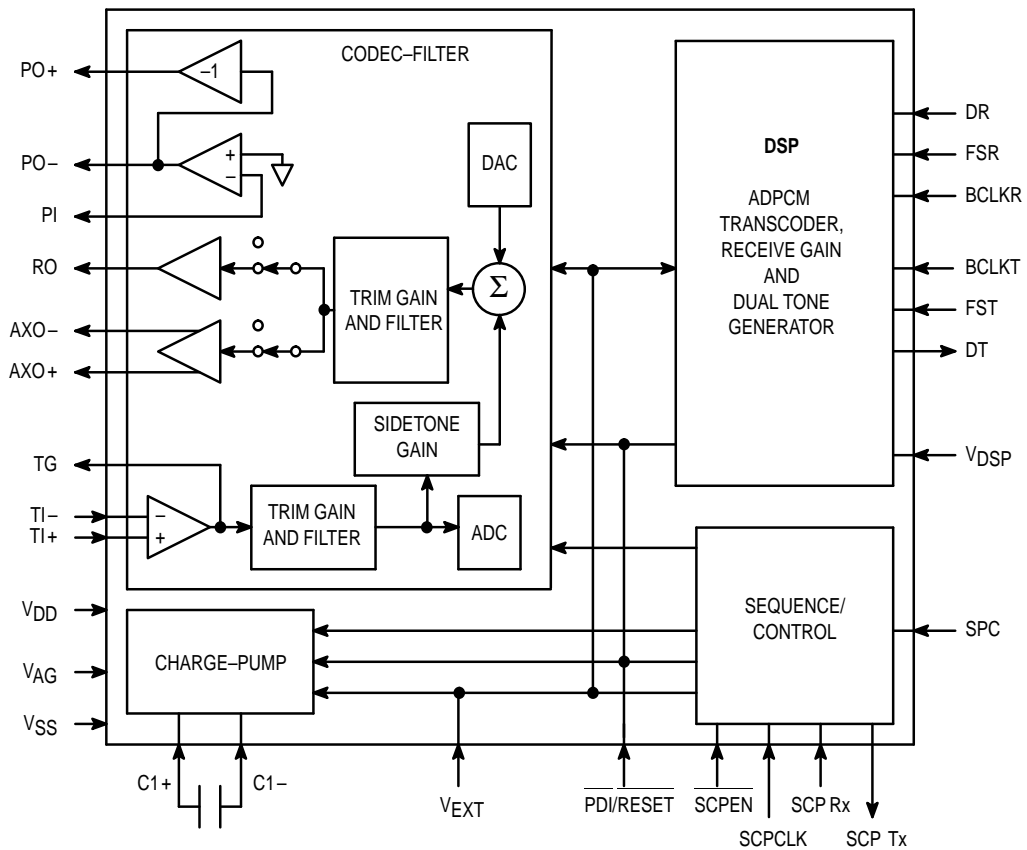 CODEC–FILTER
PO+
–1
PO–
+
–
PI
RO
AXO–
AXO+
TG
TI–
TI+
–
+
DAC
Σ
TRIM GAIN
AND FILTER
SIDETONE
GAIN
TRIM GAIN
AND FILTER
ADC
DSP
ADPCM
TRANSCODER,
RECEIVE GAIN
AND
DUAL TONE
GENERATOR
DR
FSR
BCLKR
BCLKT
FST
DT
VDSP
VDD
VAG
VSS
CHARGE–PUMP
SEQUENCE/
CONTROL
SPC
C1+
C1–
VEXT
PDI/RESET
SCPEN
SCPCLK
SCP Rx
SCP Tx